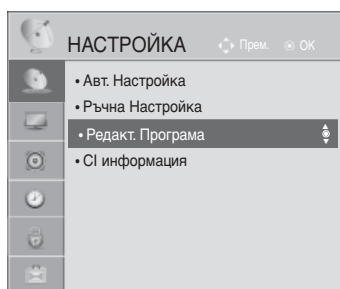 НАСТРОЙКА Прем. OK
• Авт. Настройка
• Ръчна Настройка
• Редакт. Програма
• CI информация